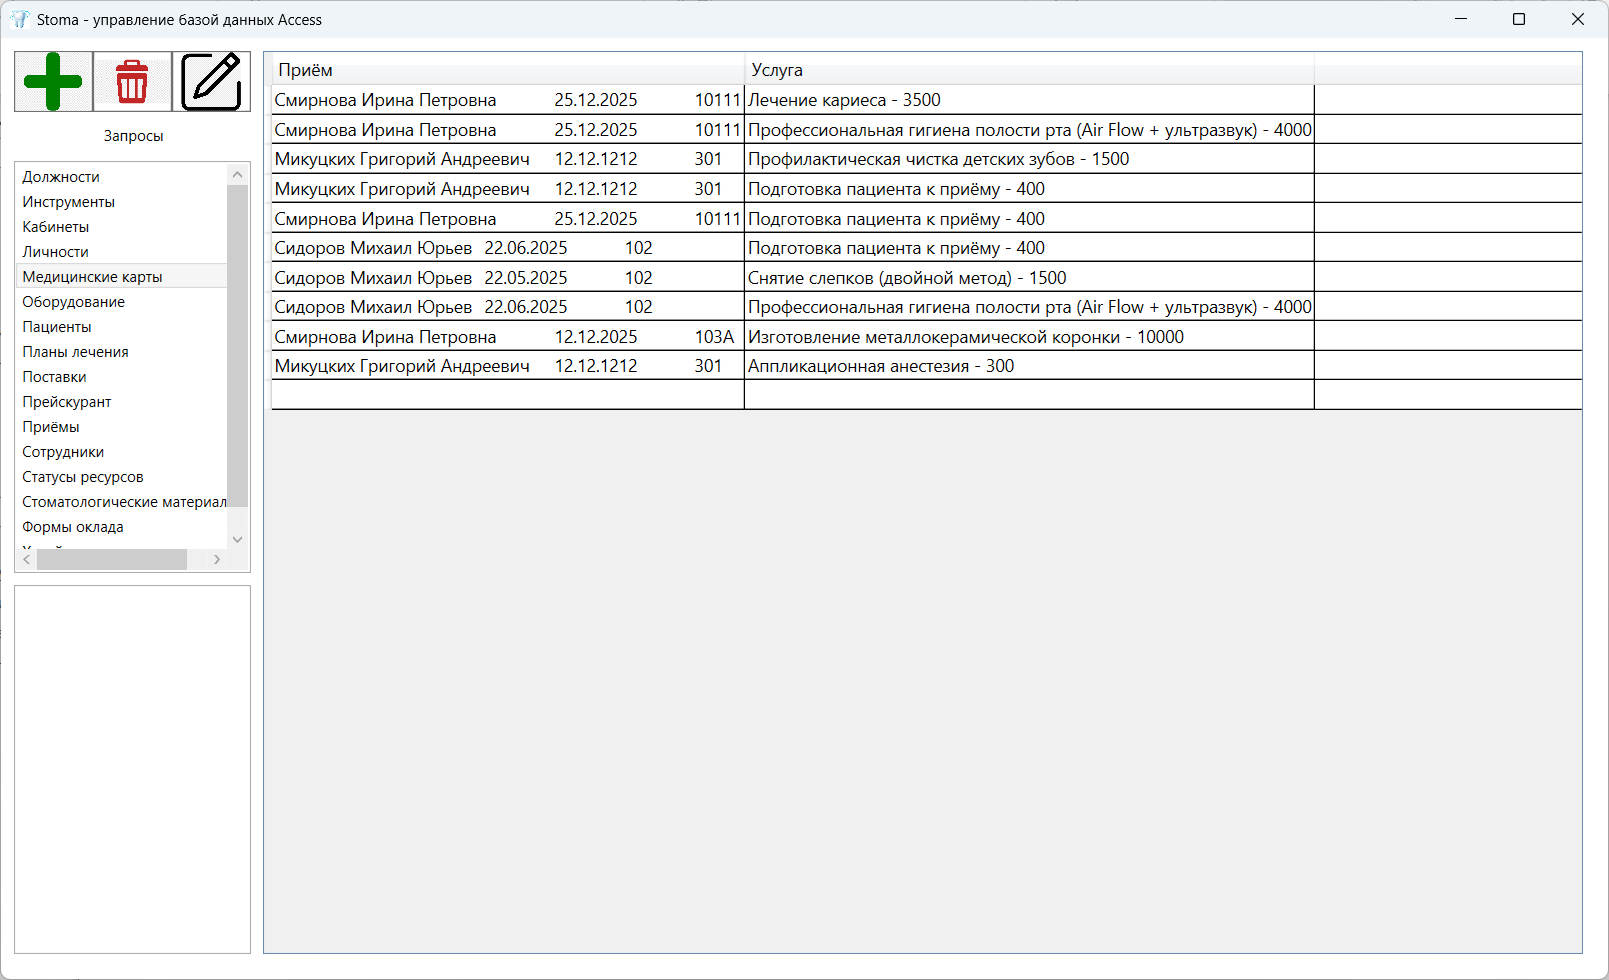 Stoma - управление базой данных Access
Запросы
Должности
Инструменты
Кабинеты
Личности
Медицинские карты
Оборудование
Пациенты
Планы лечения
Поставки
Прейскурант
Приёмы
Сотрудники
Статусы ресурсов
Стоматологические материал
Формы оклада
Приём Услуга
Смирнова Ирина Петровна 25.12.2025 10111 Лечение кариеса - 3500
Смирнова Ирина Петровна 25.12.2025 10111 Профессиональная гигиена полости рта (Air Flow + ультразвук) - 4000
Микуцких Григорий Андреевич 12.12.1212 301 Профилактическая чистка детских зубов - 1500
Микуцких Григорий Андреевич 12.12.1212 301 Подготовка пациента к приёму - 400
Смирнова Ирина Петровна 25.12.2025 10111 Подготовка пациента к приёму - 400
Сидоров Михаил Юрьев 22.06.2025 102 Подготовка пациента к приёму - 400
Сидоров Михаил Юрьев 22.05.2025 102 Снятие слепков (двойной метод) - 1500
Сидоров Михаил Юрьев 22.06.2025 102 Профессиональная гигиена полости рта (Air Flow + ультразвук) - 4000
Смирнова Ирина Петровна 12.12.2025 103А Изготовление металлокерамической коронки - 10000
Микуцких Григорий Андреевич 12.12.1212 301 Аппликационная анестезия - 300